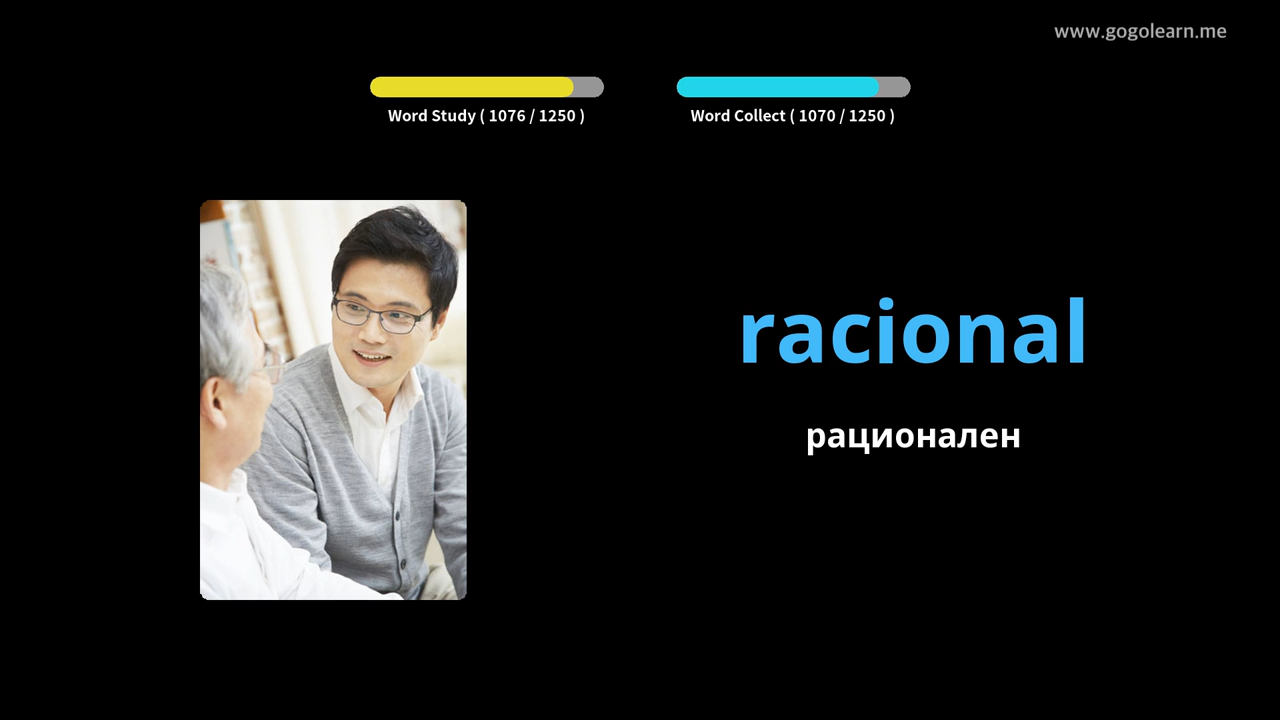 www.gogolearn.me
Word Study ( 1076 / 1250 )
Word Collect ( 1070 / 1250 )
racional
рационален